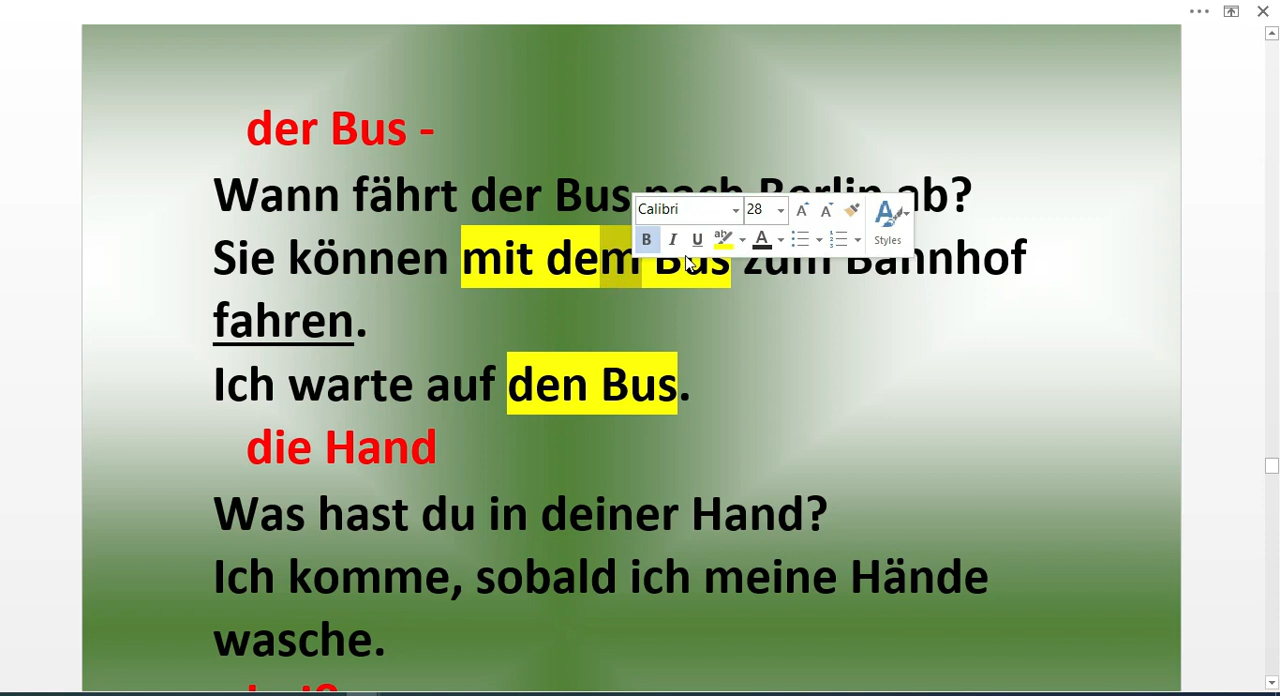 der Bus -
Wann fährt der Bus nach Berlin ab?
Calibri 28
Styles
Sie können mit dem Bus zum Bahnhof
fahren.
Ich warte auf den Bus.
die Hand
Was hast du in deiner Hand?
Ich komme, sobald ich meine Hände
wasche.